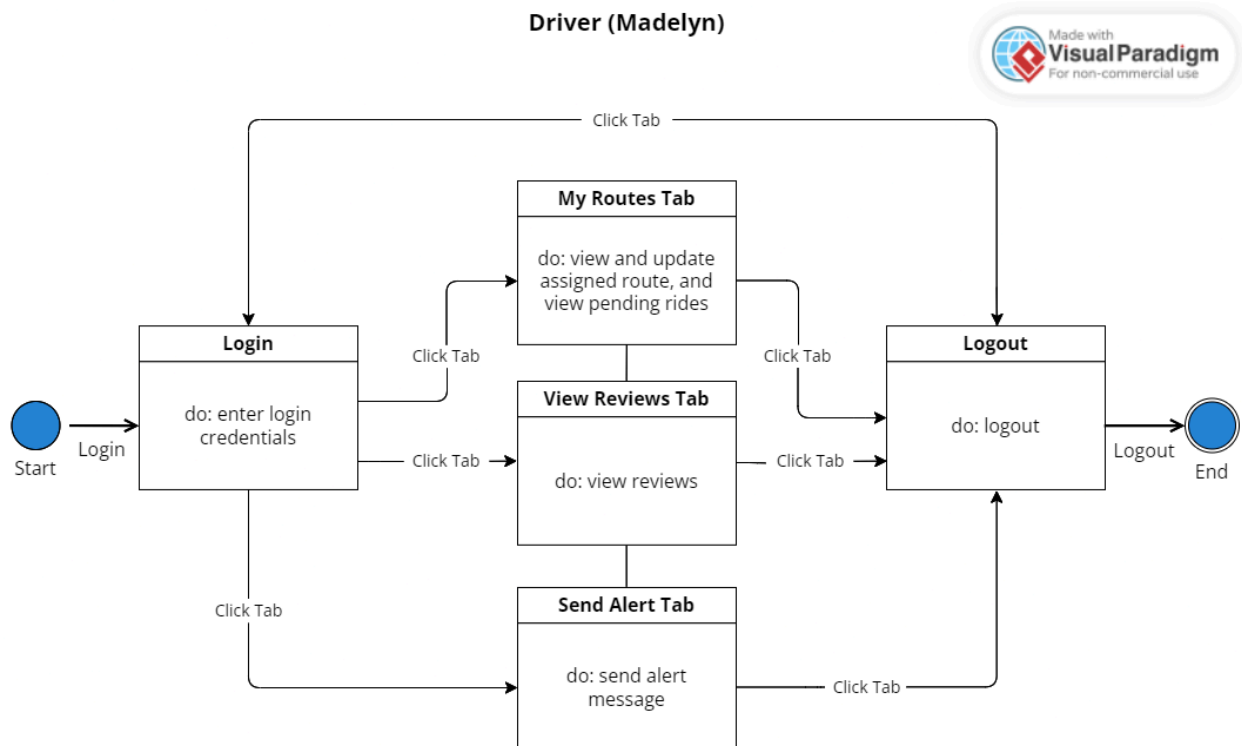 Driver (Madelyn)
Made with
Visual Paradigm
For non-commercial use
Click Tab
My Routes Tab
do: view and update
assigned route, and
view pending rides
Login
do: enter login
credentials
Click Tab
Click Tab
Logout
do: logout
Start
Login
View Reviews Tab
do: view reviews
Click Tab
Click Tab
Logout
End
Click Tab
Send Alert Tab
do: send alert
message
Click Tab